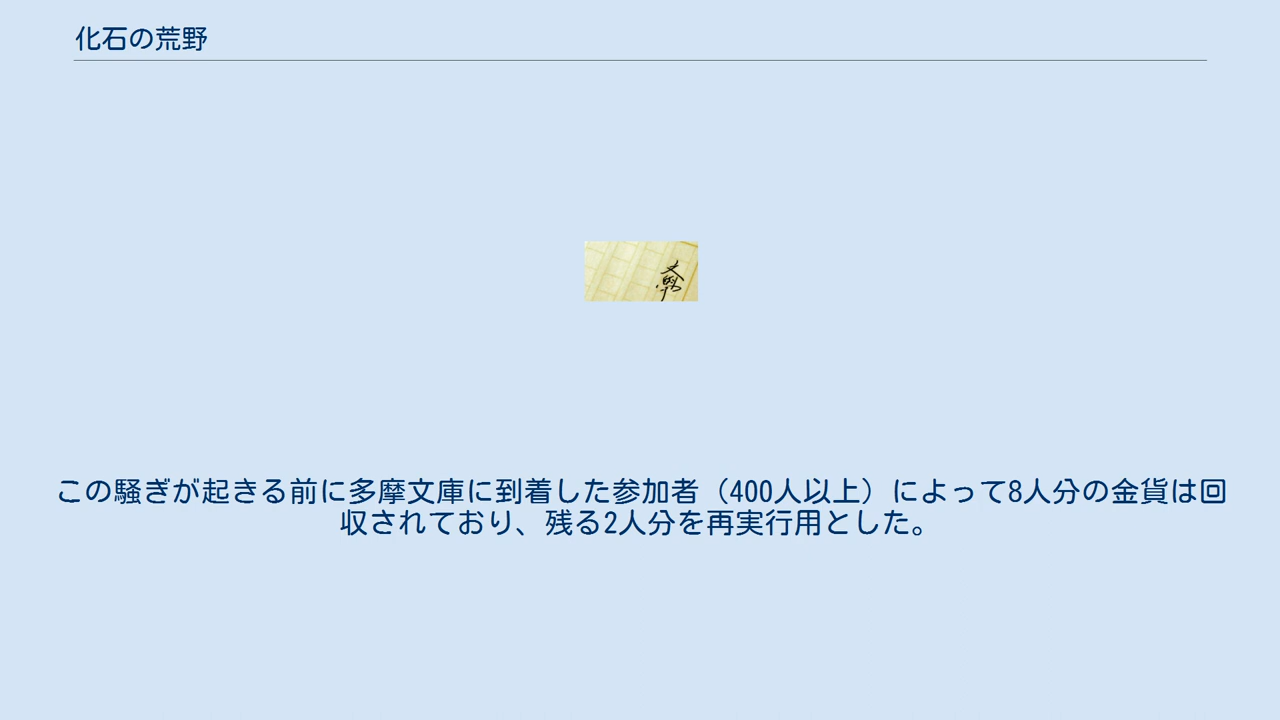 化石の荒野
この騒ぎが起きる前に多摩文庫に到着した参加者（400人以上）によって8人分の金貨は回
収されており、残る2人分を再実行用とした。